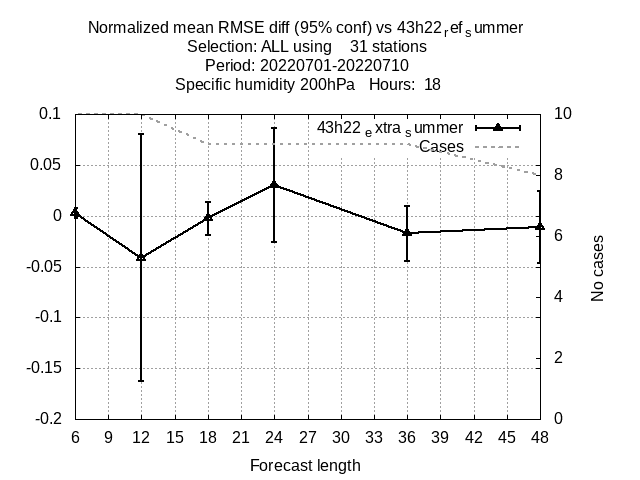 Normalized mean RMSE diff (95% conf) vs 43h22refsummer
Selection: ALL using 31 stations
Period: 20220701-20220710
Specific humidity 200hPa Hours: 18
43h22extrasummer
Cases
0.1
0.05
0
-0.05
-0.1
-0.15
-0.2
10
8
6
4
2
0
No cases
6 9 12 15 18 21 24 27 30 33 36 39 42 45 48
Forecast length